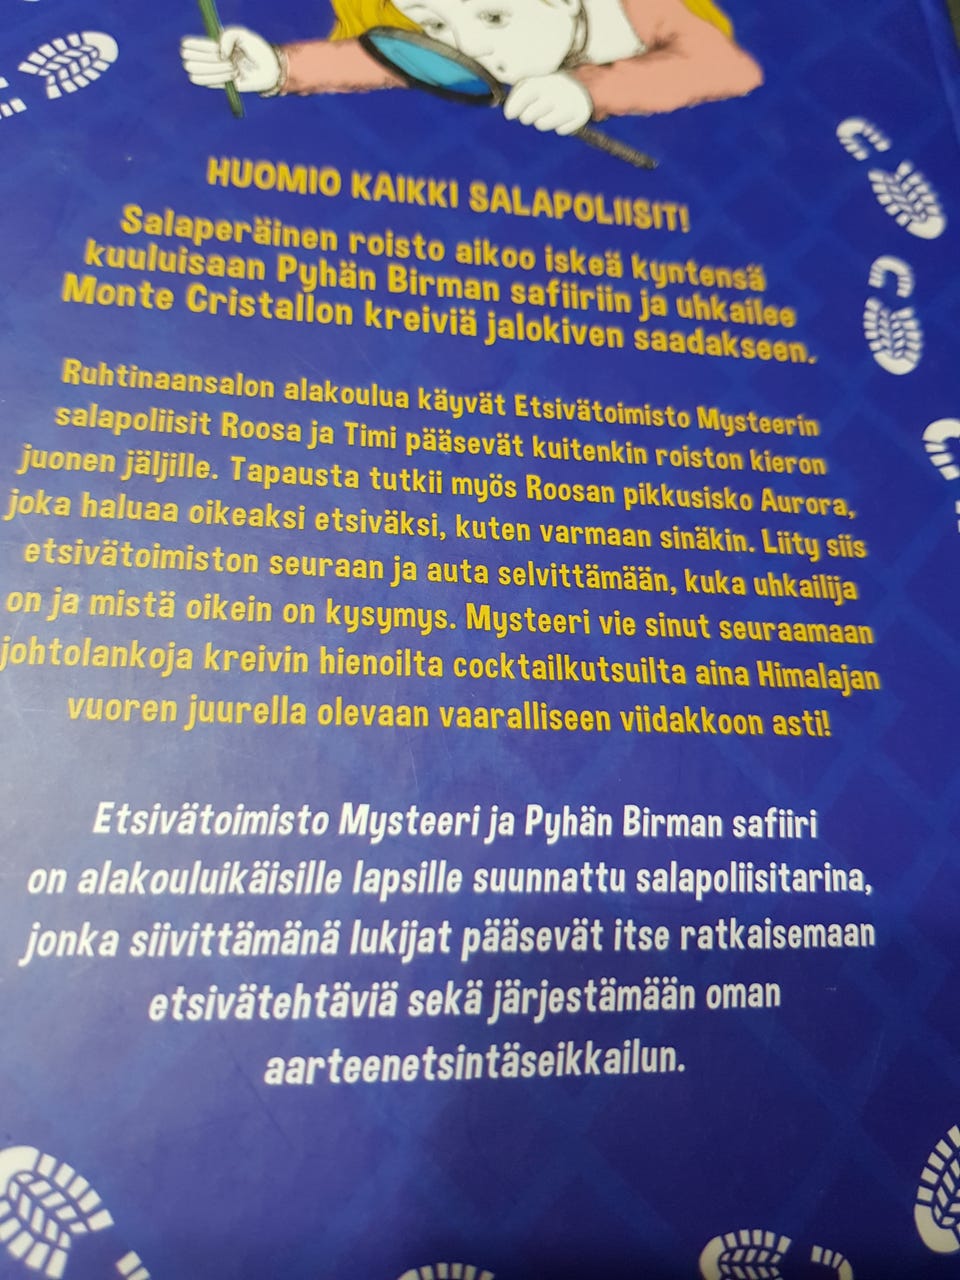 HUOMIO KAIKKI SALAPOLIISIT!
Salaperäinen roisto aikoo iskeä kyntensä
kuuluisaan Pyhän Birman safiiriin ja uhkailee
Monte Cristallon kreiviä jalokiven saadakseen.
Ruhtinaansalon alakoulua käyvät Etsivätoimisto Mysteerin
salapoliisit Roosa ja Timi pääsevät kuitenkin roiston kieron
juonen jäljille. Tapausta tutkii myös Roosan pikkusisko Aurora,
joka haluaa oikeaksi etsiväksi, kuten varmaan sinäkin. Liity siis
etsivätoimiston seuraan ja auta selvittämään, kuka uhkailija
on ja mistä oikein on kysymys. Mysteeri vie sinut seuraamaan
johtolankoja kreivin hienoilta cocktailkutsuilta aina Himalajan
vuoren juurella olevaan vaaralliseen viidakkoon asti!
Etsivätoimisto Mysteeri ja Pyhän Birman safiiri
on alakouluikäisille lapsille suunnattu salapoliisitarina,
jonka siivittämänä lukijat pääsevät itse ratkaisemaan
etsivätehtäviä sekä järjestämään oman
aarteenetsintäseikkailun.